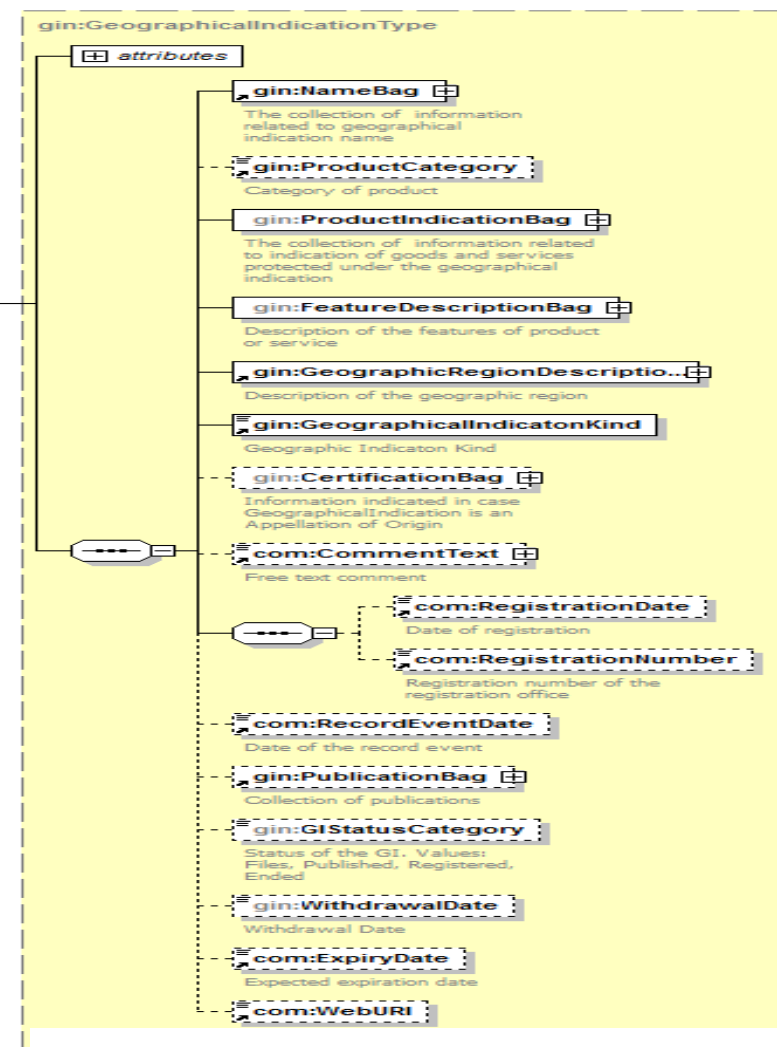 gin:GeographicalIndicationType
attributes
gin:NameBag
The collection of information
related to geographical
indication name
gin:ProductCategory
Category of product
gin:ProductIndicationBag
The collection of information related
to indication of goods and services
protected under the geographical
indication
gin:FeatureDescriptionBag
Description of the features of product
or service
gin:GeographicRegionDescriptio...
Description of the geographic region
gin:GeographicalIndicatonKind
Geographic Indicaton Kind
gin:CertificationBag
Information indicated in case
GeographicalIndication is an
Appellation of Origin
com:CommentText
Free text comment
com:RegistrationDate
Date of registration
com:RegistrationNumber
Registration number of the
registration office
com:RecordEventDate
Date of the record event
gin:PublicationBag
Collection of publications
gin:GIStatusCategory
Status of the GI. Values:
Files, Published, Registered,
Ended
gin:WithdrawalDate
Withdrawal Date
com:ExpiryDate
Expected expiration date
com:WebURI